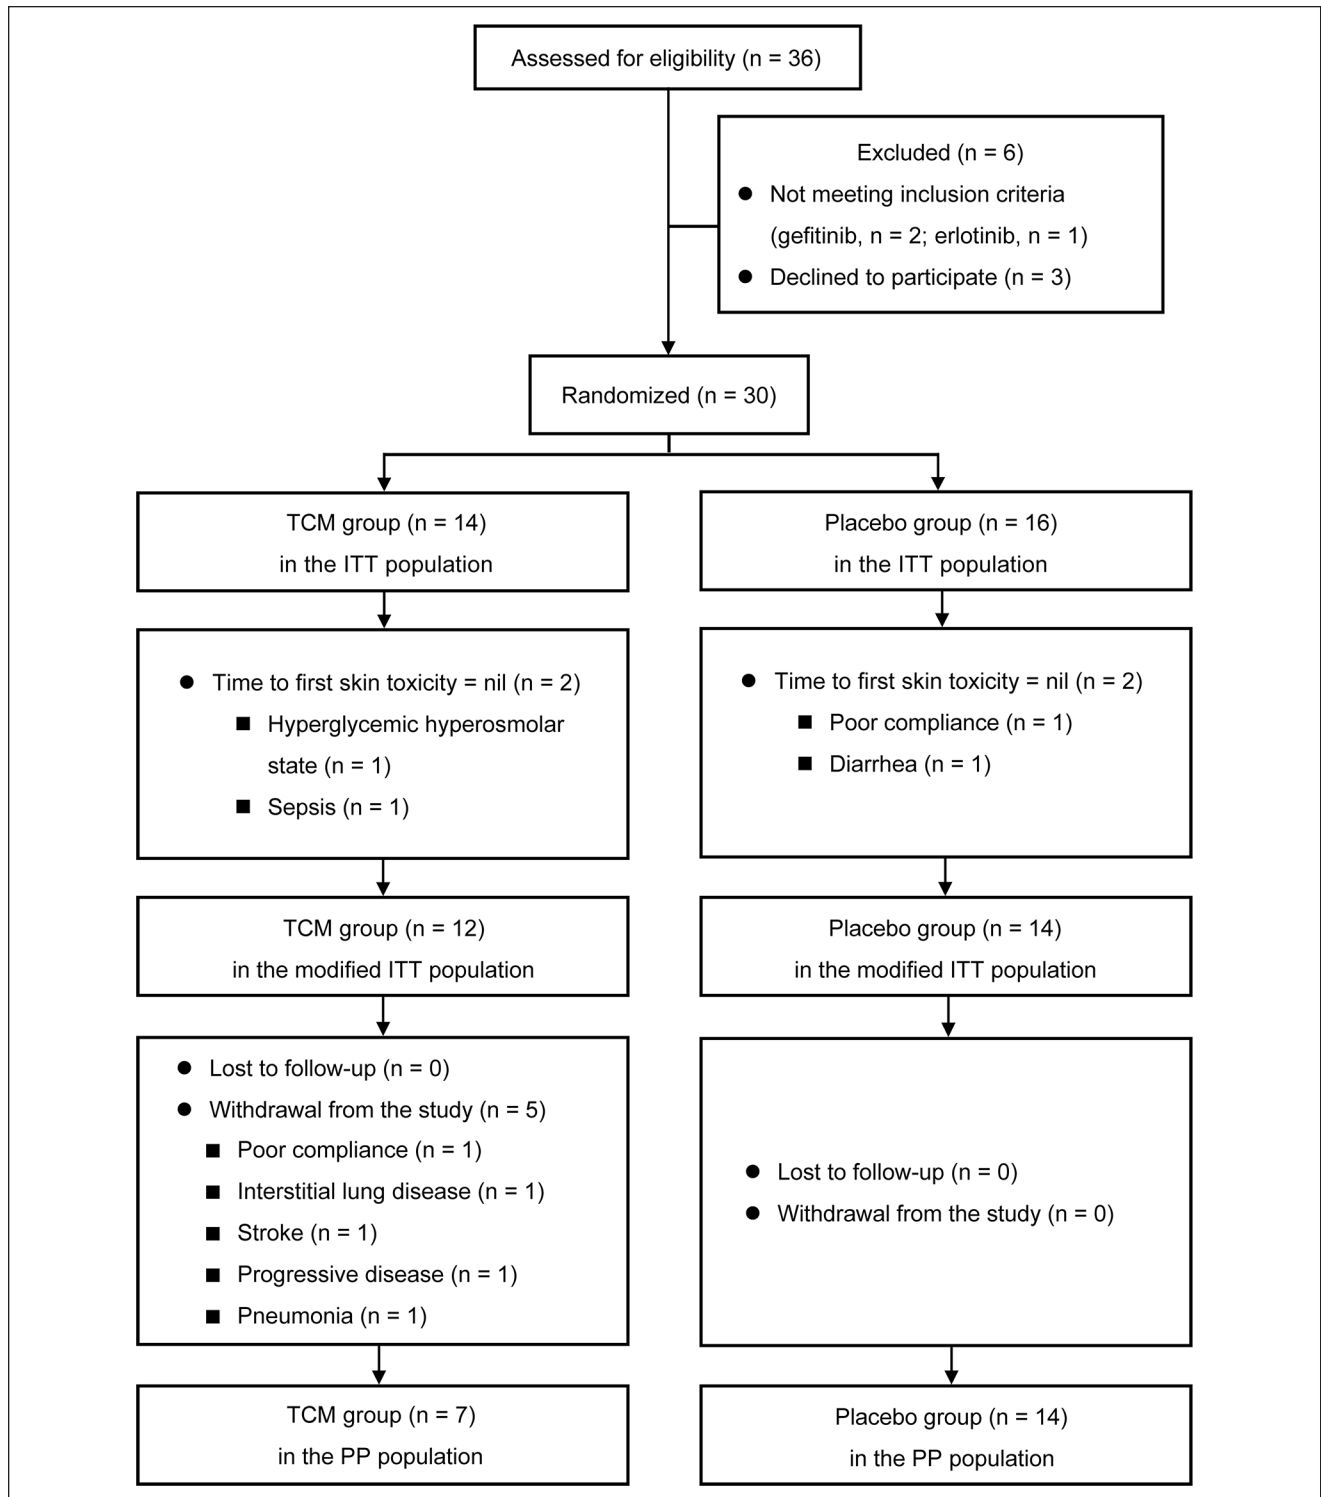 Assessed for eligibility (n = 36)
Excluded (n = 6)
● Not meeting inclusion criteria
(gefitinib, n = 2; erlotinib, n = 1)
● Declined to participate (n = 3)
Randomized (n = 30)
TCM group (n = 14)
in the ITT population
Placebo group (n = 16)
in the ITT population
● Time to first skin toxicity = nil (n = 2)
■ Hyperglycemic hyperosmolar
state (n = 1)
■ Sepsis (n = 1)
● Time to first skin toxicity = nil (n = 2)
■ Poor compliance (n = 1)
■ Diarrhea (n = 1)
TCM group (n = 12)
in the modified ITT population
Placebo group (n = 14)
in the modified ITT population
● Lost to follow-up (n = 0)
● Withdrawal from the study (n = 5)
■ Poor compliance (n = 1)
■ Interstitial lung disease (n = 1)
■ Stroke (n = 1)
■ Progressive disease (n = 1)
■ Pneumonia (n = 1)
● Lost to follow-up (n = 0)
● Withdrawal from the study (n = 0)
TCM group (n = 7)
in the PP population
Placebo group (n = 14)
in the PP population